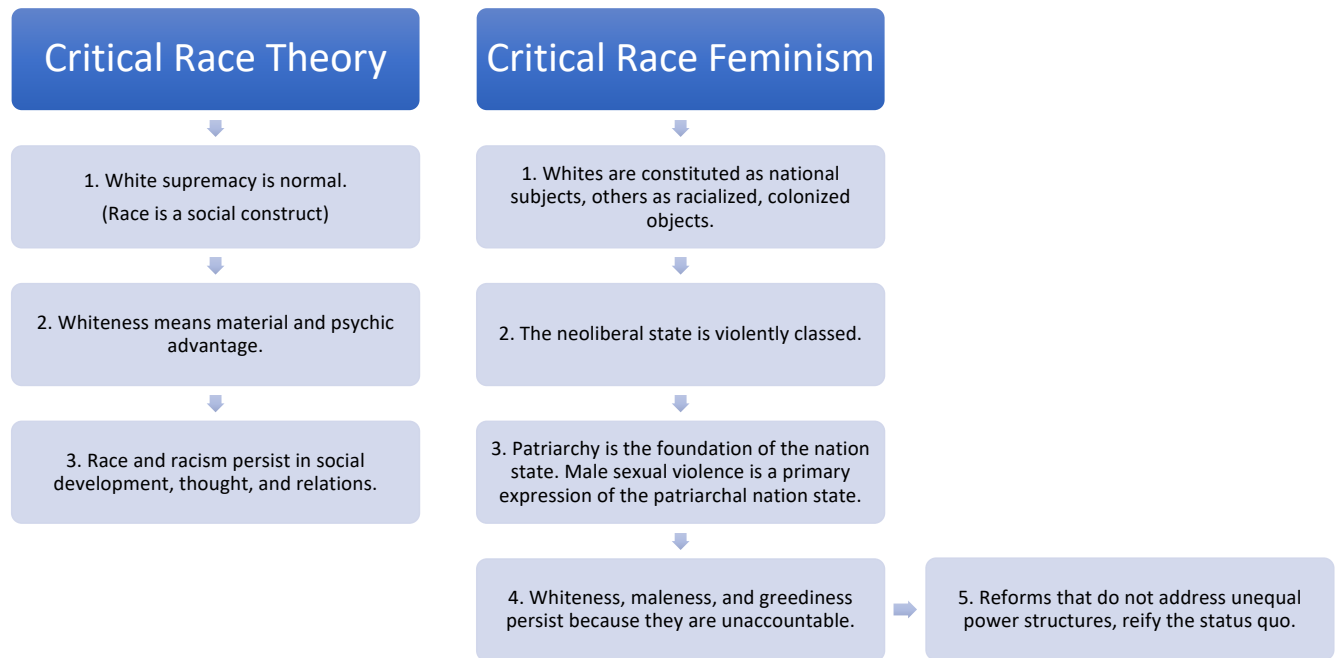 Critical Race Theory
1. White supremacy is normal.
(Race is a social construct)
2. Whiteness means material and psychic
advantage.
3. Race and racism persist in social
development, thought, and relations.
Critical Race Feminism
1. Whites are constituted as national
subjects, others as racialized, colonized
objects.
2. The neoliberal state is violently classed.
3. Patriarchy is the foundation of the nation
state. Male sexual violence is a primary
expression of the patriarchal nation state.
4. Whiteness, maleness, and greediness
persist because they are unaccountable.
5. Reforms that do not address unequal
power structures, reify the status quo.